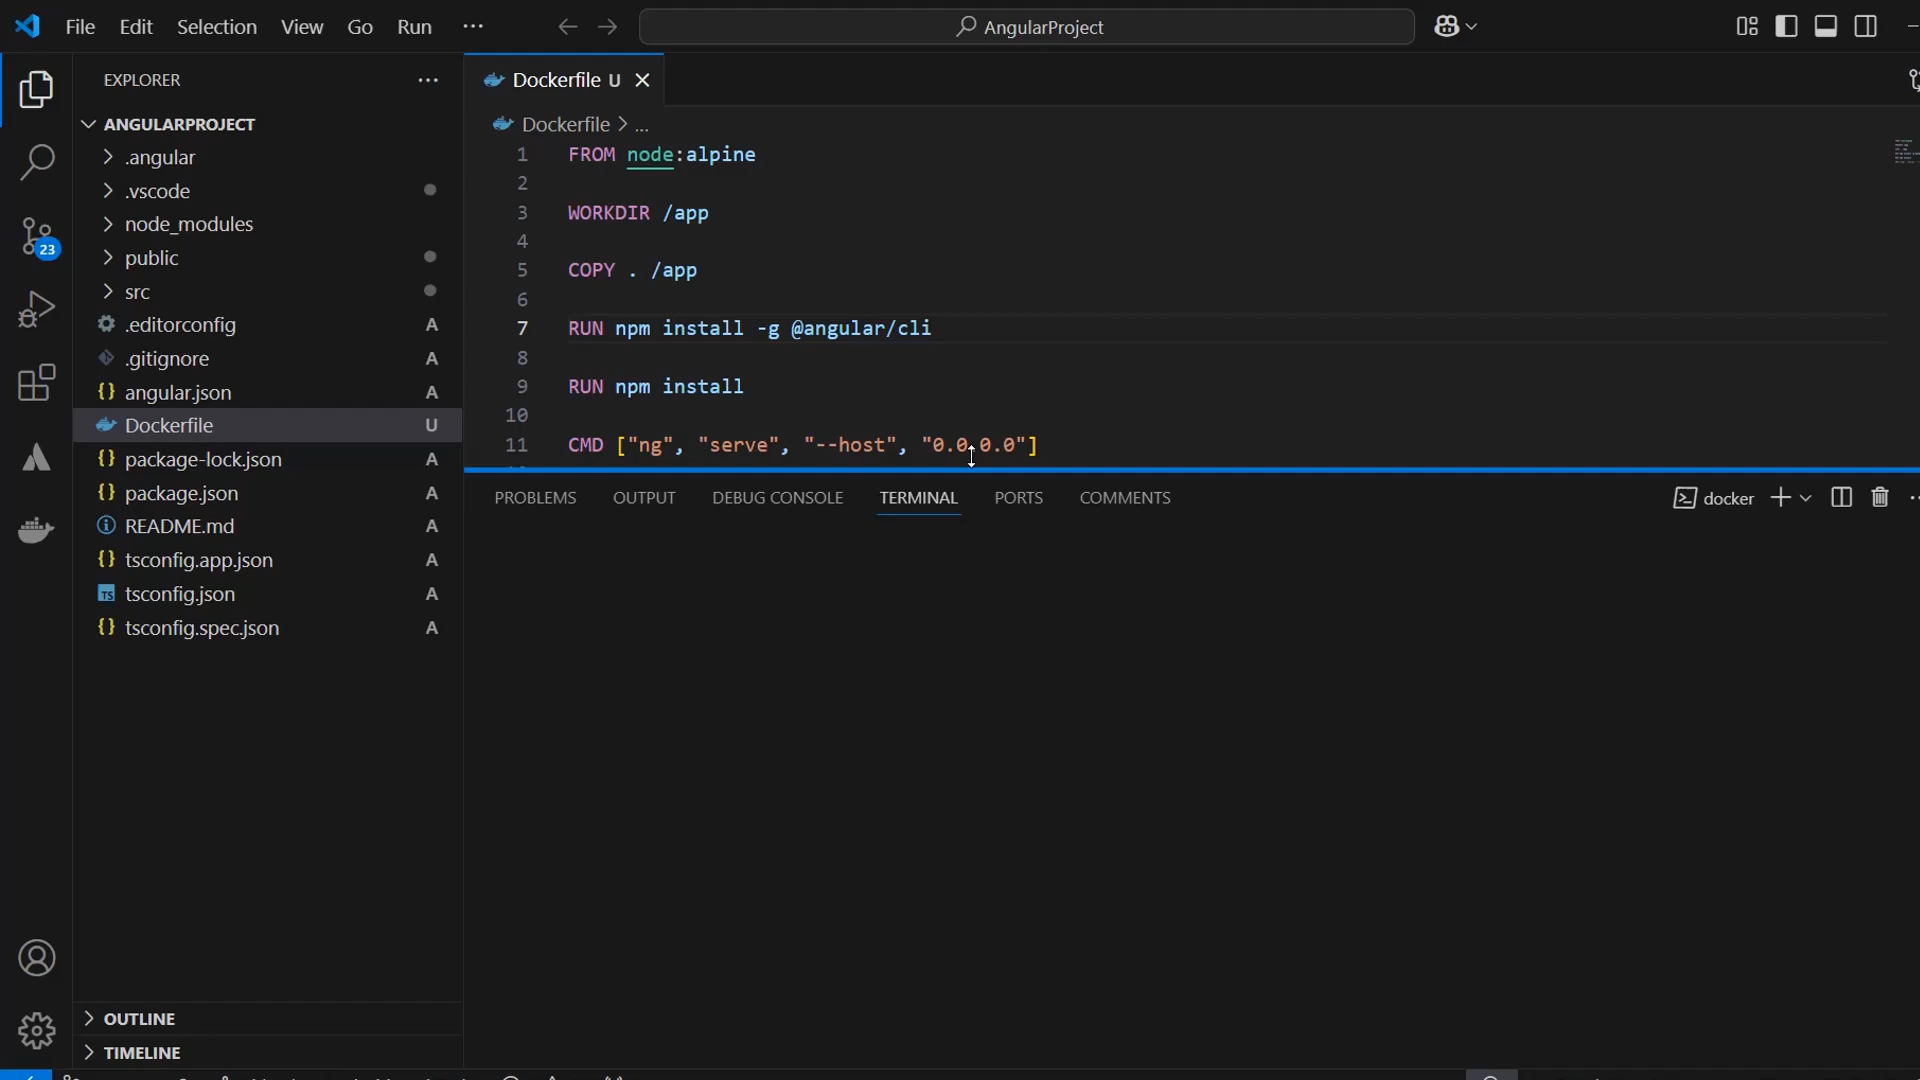 File Edit Selection View Go Run ··· AngularProject
EXPLORER ···
ANGULARPROJECT
.angular
.vscode
node_modules
public
src
.editorconfig A
.gitignore A
angular.json A
Dockerfile U
package-lock.json A
package.json A
README.md A
tsconfig.app.json A
tsconfig.json A
tsconfig.spec.json A
OUTLINE
TIMELINE
23
Dockerfile U
Dockerfile > ...
1 FROM node:alpine
2
3 WORKDIR /app
4
5 COPY . /app
6
7 RUN npm install -g @angular/cli
8
9 RUN npm install
10
11 CMD ["ng", "serve", "--host", "0.0.0.0"]
PROBLEMS OUTPUT DEBUG CONSOLE TERMINAL PORTS COMMENTS docker